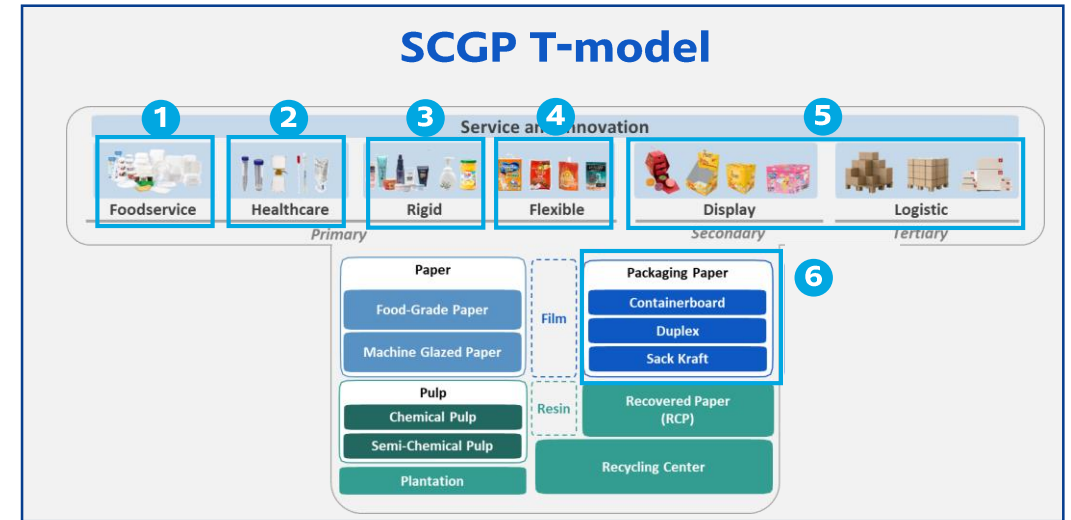 SCGP T-model
1
2
3
4
5
Service and Innovation
Foodservice
Healthcare
Rigid
Flexible
Display
Logistic
Primary
Secondary
Tertiary
6
Paper
Food-Grade Paper
Machine Glazed Paper
Film
Packaging Paper
Containerboard
Duplex
Sack Kraft
Pulp
Chemical Pulp
Semi-Chemical Pulp
Plantation
Resin
Recovered Paper
(RCP)
Recycling Center